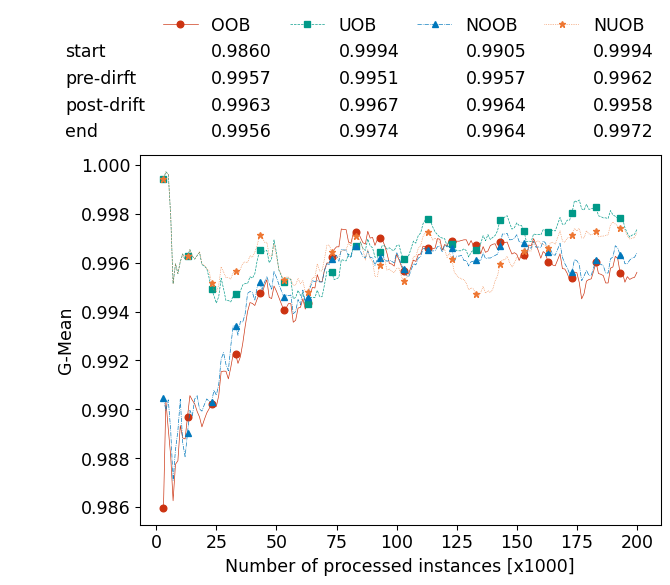 OOB UOB NOOB NUOB
start 0.9860 0.9994 0.9905 0.9994
pre-dirft 0.9957 0.9951 0.9957 0.9962
post-drift 0.9963 0.9967 0.9964 0.9958
end 0.9956 0.9974 0.9964 0.9972
1.000
0.998
0.996
0.994
0.992
0.990
0.988
0.986
G-Mean
0 25 50 75 100 125 150 175 200
Number of processed instances [x1000]